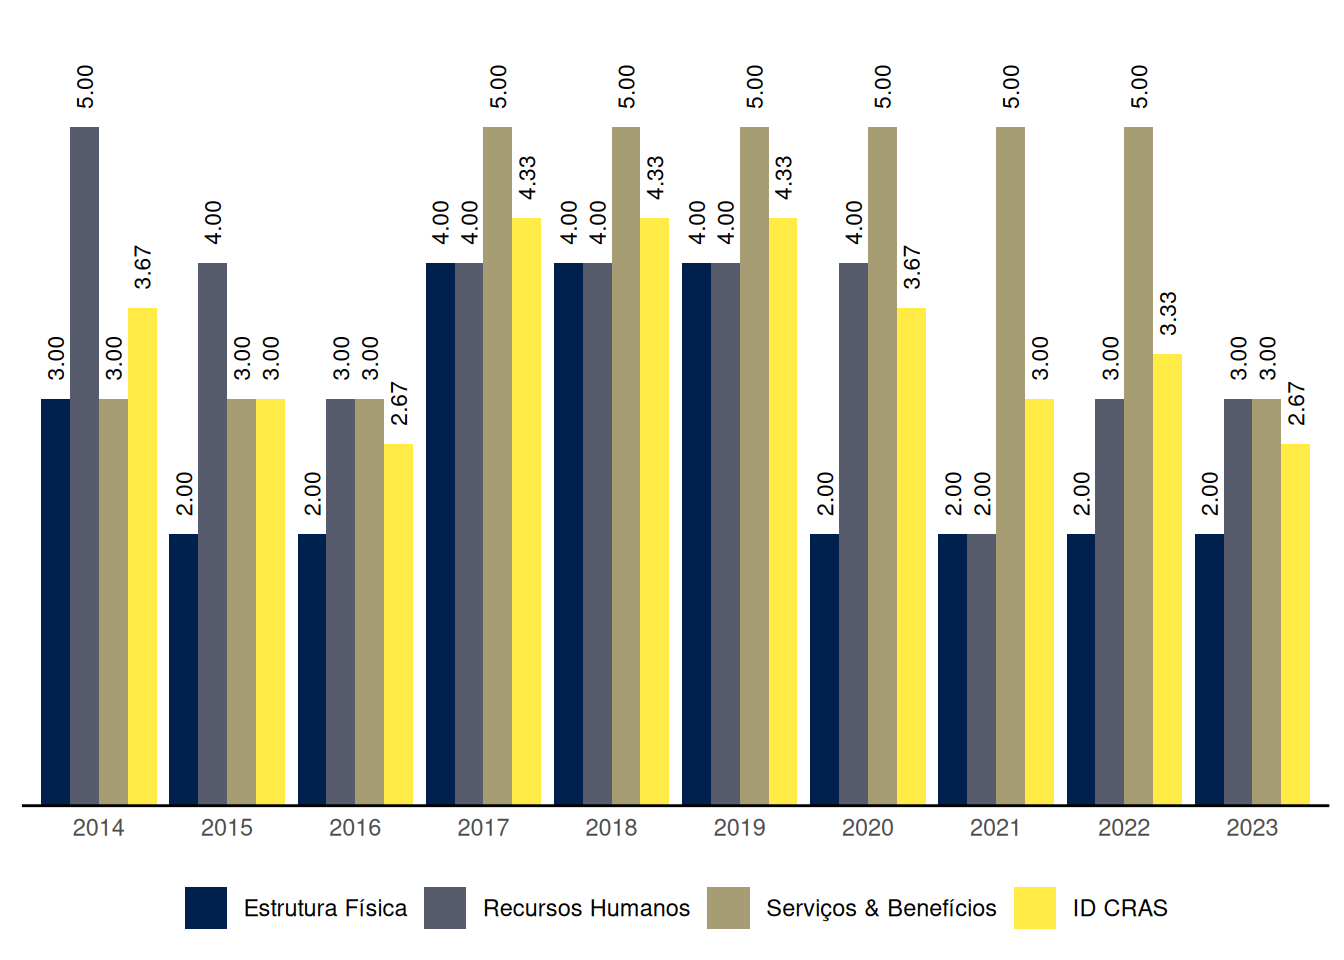 5.00 5.00 5.00 5.00 5.00 5.00 5.00
4.33 4.33 4.33
4.00 4.00 4.00 4.00 4.00 4.00 4.00 4.00
3.67 3.67
3.33
3.00 3.00 3.00 3.00 3.00 3.00 3.00 3.00 3.00 3.00
2.67 2.67
2.00 2.00 2.00 2.00 2.00 2.00 2.00
2014 2015 2016 2017 2018 2019 2020 2021 2022 2023
Estrutura Física Recursos Humanos Serviços & Benefícios ID CRAS